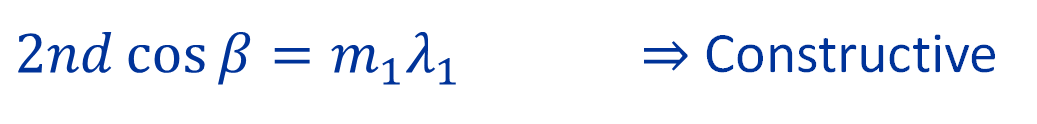 2nd cos β = m₁λ₁ ⇒ Constructive